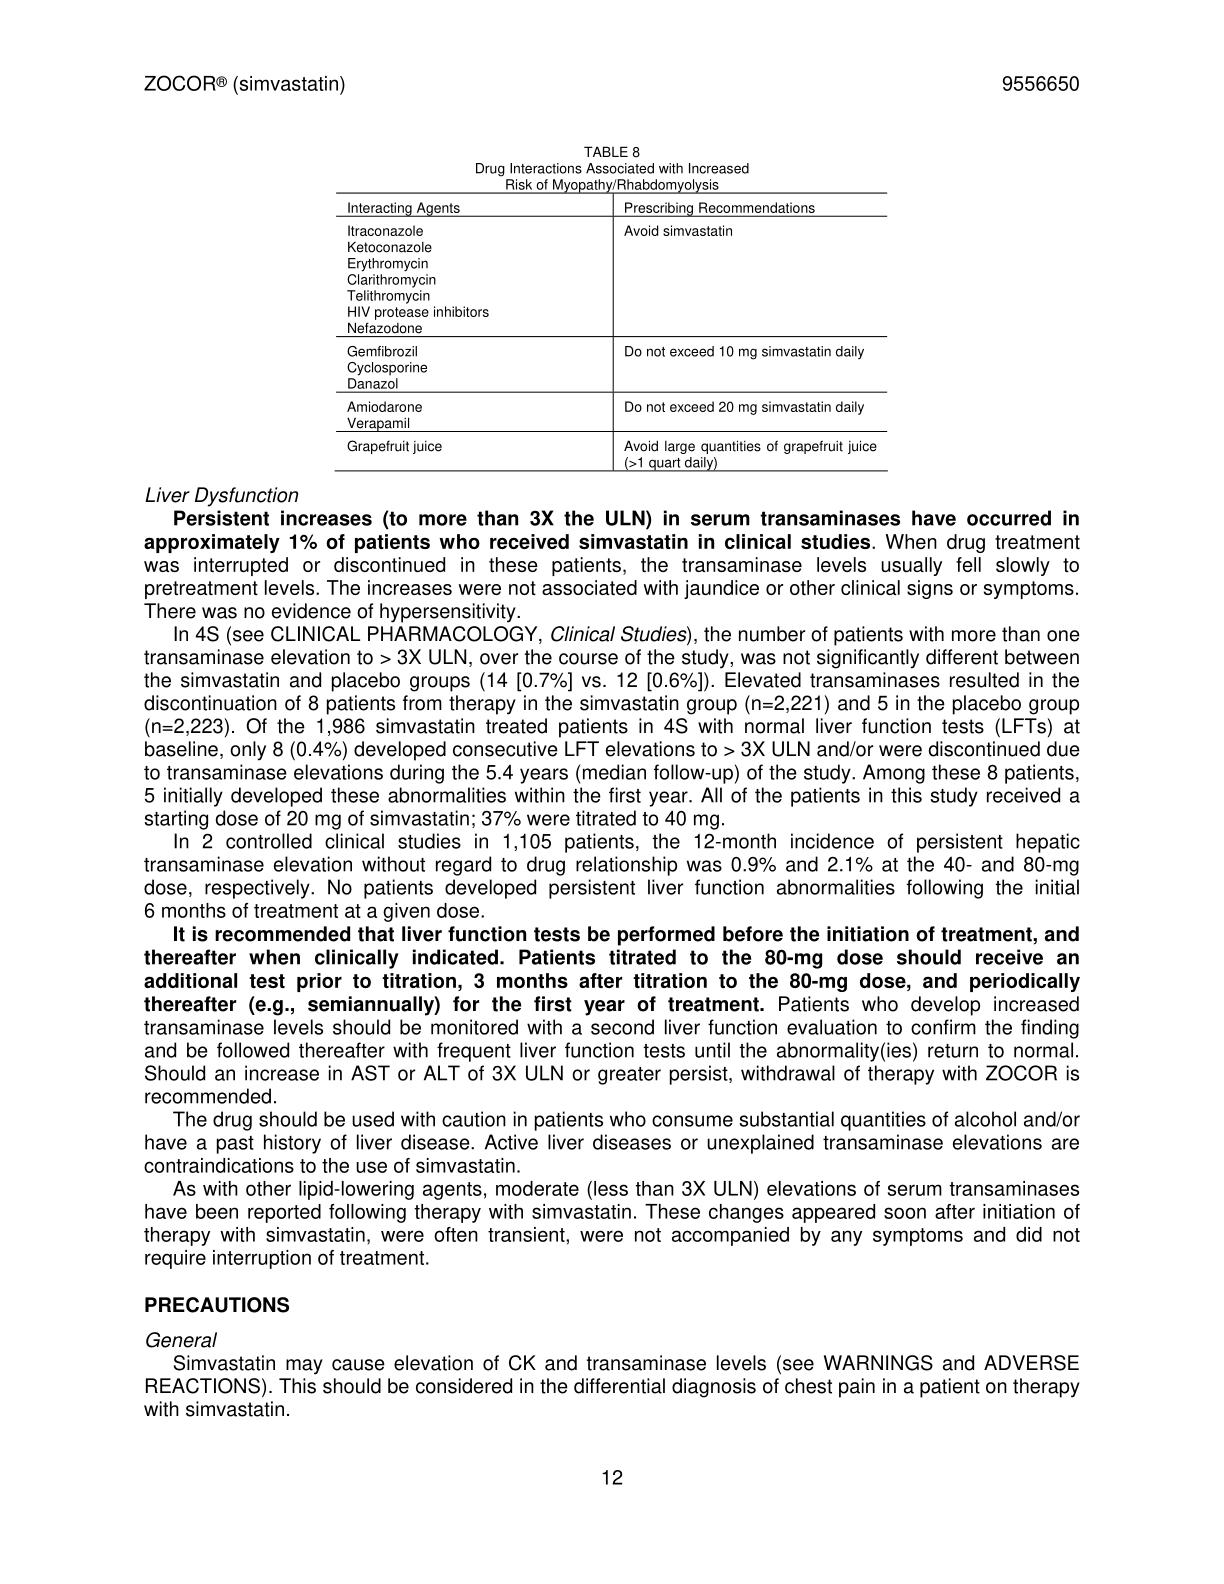 ZOCOR® (simvastatin) 9556650
TABLE 8
Drug Interactions Associated with Increased
Risk of Myopathy/Rhabdomyolysis
Interacting Agents Prescribing Recommendations
Itraconazole Avoid simvastatin
Ketoconazole
Erythromycin
Clarithromycin
Telithromycin
HIV protease inhibitors
Nefazodone
Gemfibrozil Do not exceed 10 mg simvastatin daily
Cyclosporine
Danazol
Amiodarone Do not exceed 20 mg simvastatin daily
Verapamil
Grapefruit juice Avoid large quantities of grapefruit juice
(>1 quart daily)
Liver Dysfunction
Persistent increases (to more than 3X the ULN) in serum transaminases have occurred in
approximately 1% of patients who received simvastatin in clinical studies. When drug treatment
was interrupted or discontinued in these patients, the transaminase levels usually fell slowly to
pretreatment levels. The increases were not associated with jaundice or other clinical signs or symptoms.
There was no evidence of hypersensitivity.
In 4S (see CLINICAL PHARMACOLOGY, Clinical Studies), the number of patients with more than one
transaminase elevation to > 3X ULN, over the course of the study, was not significantly different between
the simvastatin and placebo groups (14 [0.7%] vs. 12 [0.6%]). Elevated transaminases resulted in the
discontinuation of 8 patients from therapy in the simvastatin group (n=2,221) and 5 in the placebo group
(n=2,223). Of the 1,986 simvastatin treated patients in 4S with normal liver function tests (LFTs) at
baseline, only 8 (0.4%) developed consecutive LFT elevations to > 3X ULN and/or were discontinued due
to transaminase elevations during the 5.4 years (median follow-up) of the study. Among these 8 patients,
5 initially developed these abnormalities within the first year. All of the patients in this study received a
starting dose of 20 mg of simvastatin; 37% were titrated to 40 mg.
In 2 controlled clinical studies in 1,105 patients, the 12-month incidence of persistent hepatic
transaminase elevation without regard to drug relationship was 0.9% and 2.1% at the 40- and 80-mg
dose, respectively. No patients developed persistent liver function abnormalities following the initial
6 months of treatment at a given dose.
It is recommended that liver function tests be performed before the initiation of treatment, and
thereafter when clinically indicated. Patients titrated to the 80-mg dose should receive an
additional test prior to titration, 3 months after titration to the 80-mg dose, and periodically
thereafter (e.g., semiannually) for the first year of treatment. Patients who develop increased
transaminase levels should be monitored with a second liver function evaluation to confirm the finding
and be followed thereafter with frequent liver function tests until the abnormality(ies) return to normal.
Should an increase in AST or ALT of 3X ULN or greater persist, withdrawal of therapy with ZOCOR is
recommended.
The drug should be used with caution in patients who consume substantial quantities of alcohol and/or
have a past history of liver disease. Active liver diseases or unexplained transaminase elevations are
contraindications to the use of simvastatin.
As with other lipid-lowering agents, moderate (less than 3X ULN) elevations of serum transaminases
have been reported following therapy with simvastatin. These changes appeared soon after initiation of
therapy with simvastatin, were often transient, were not accompanied by any symptoms and did not
require interruption of treatment.
PRECAUTIONS
General
Simvastatin may cause elevation of CK and transaminase levels (see WARNINGS and ADVERSE
REACTIONS). This should be considered in the differential diagnosis of chest pain in a patient on therapy
with simvastatin.
12